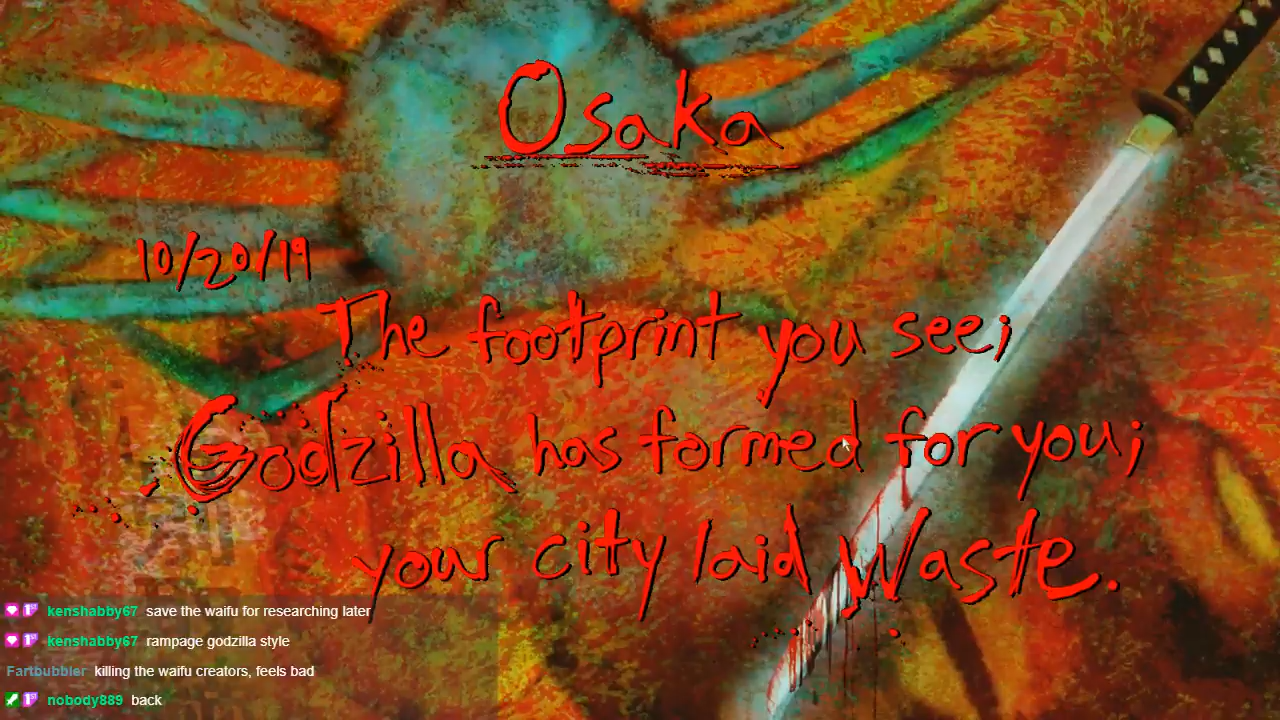 Osaka
10/20/19
The footprint you see;
Godzilla has formed for you;
your city laid Waste.
kenshabby67 save the waifu for researching later
kenshabby67 rampage godzilla style
Fartbubbler killing the waifu creators, feels bad
nobody889 back